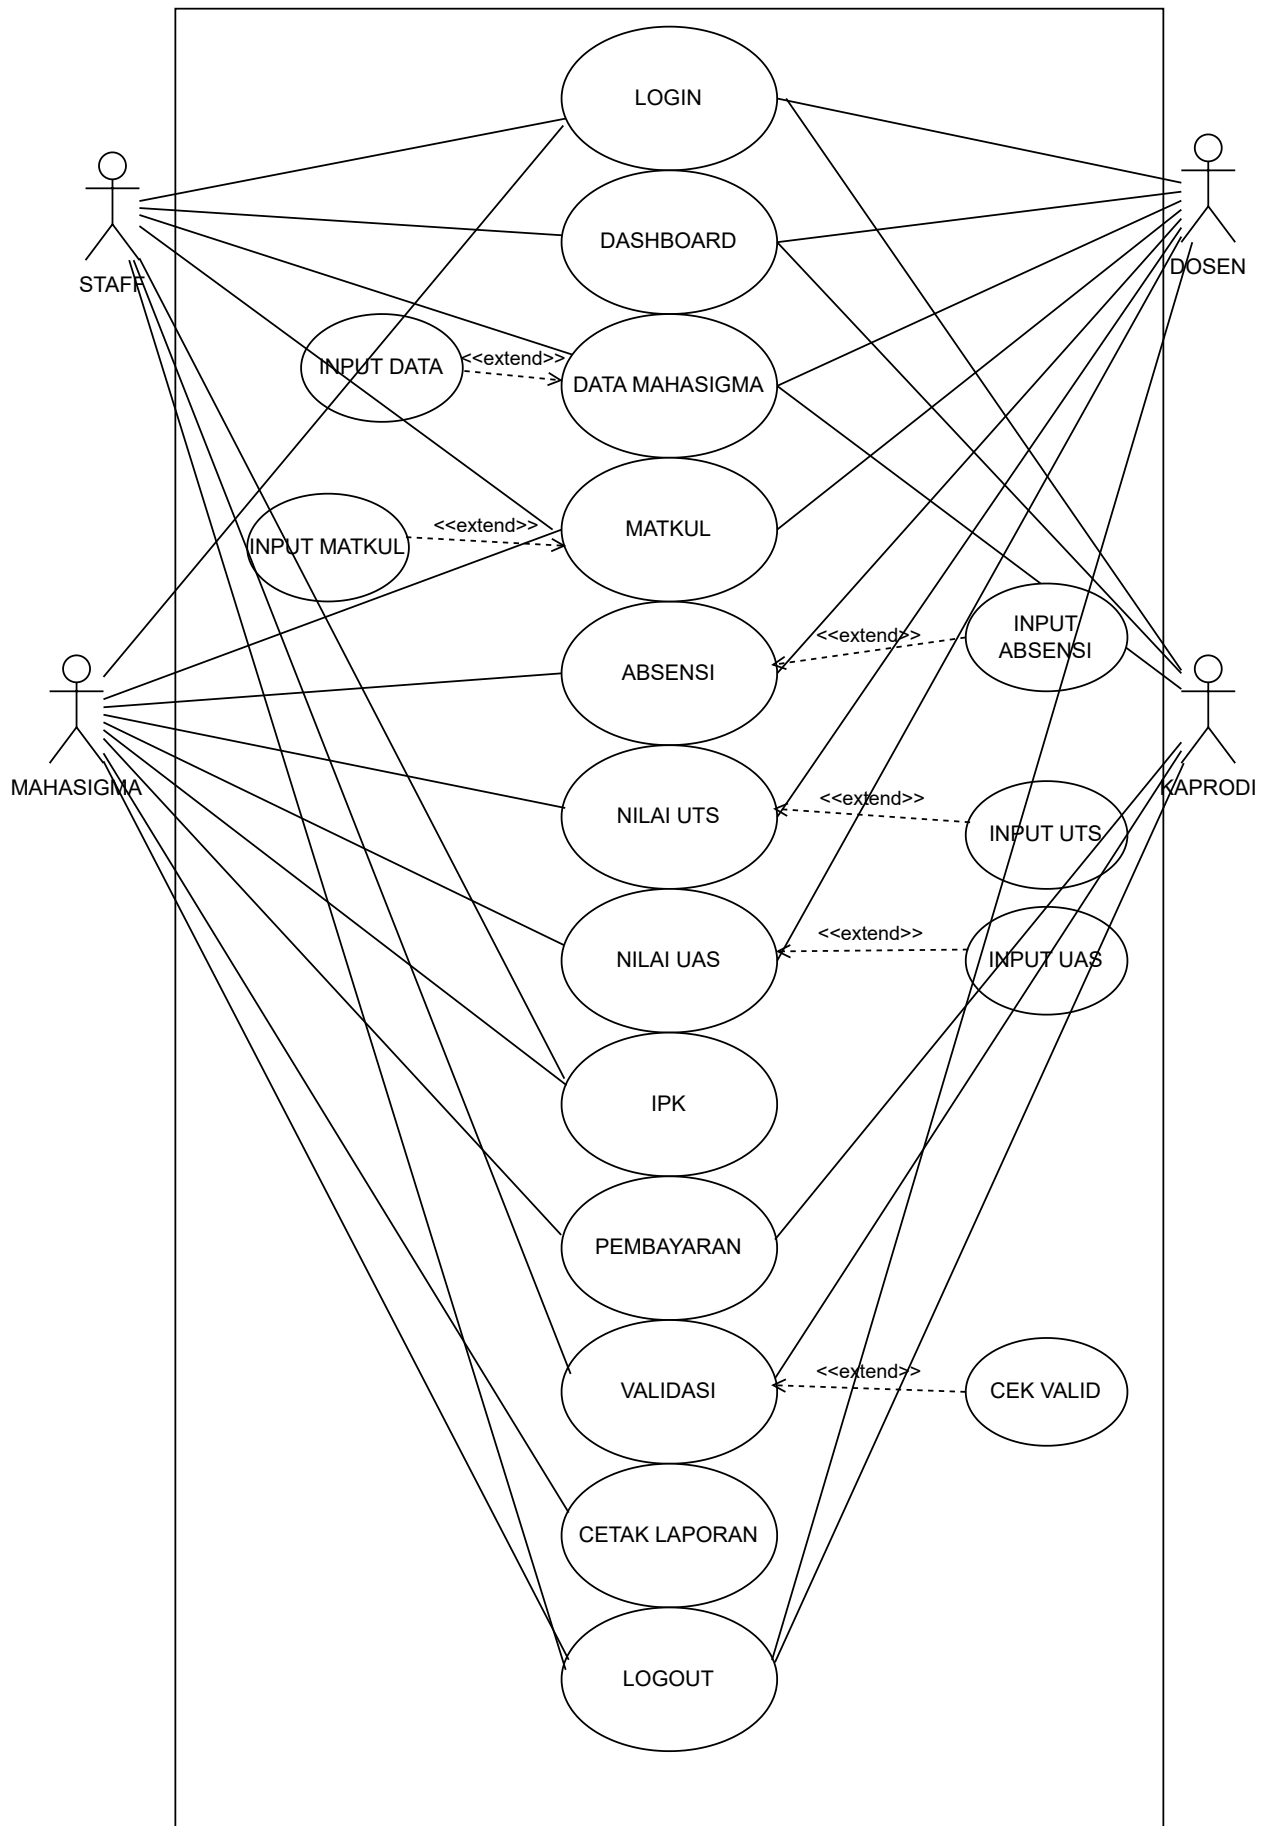 LOGIN
DASHBOARD
STAFF
DOSEN
INPUT DATA
<<extend>>
DATA MAHASIGMA
INPUT MATKUL
<<extend>>
MATKUL
ABSENSI
<<extend>>
INPUT
ABSENSI
MAHASIGMA
KAPRODI
NILAI UTS
<<extend>>
INPUT UTS
NILAI UAS
<<extend>>
INPUT UAS
IPK
PEMBAYARAN
VALIDASI
<<extend>>
CEK VALID
CETAK LAPORAN
LOGOUT